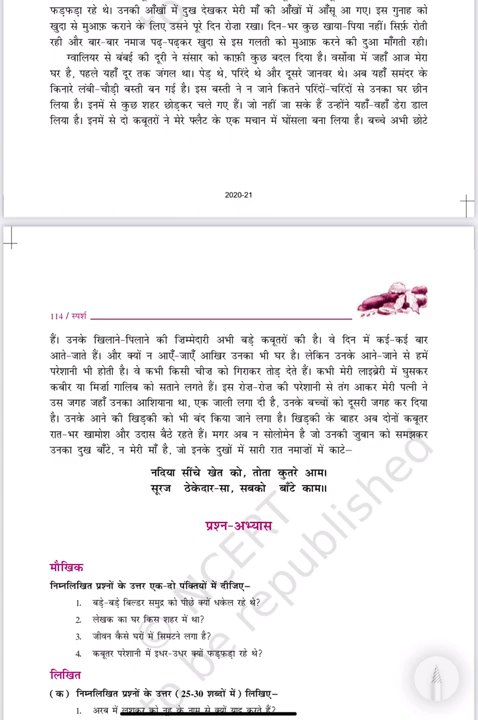 फड़फड़ा रहे थे। उनकी आँखों में दुख देखकर मेरी माँ की आँखों में आँसू आ गए। इस गुनाह को
खुदा से मुआफ़ कराने के लिए उसने पूरे दिन रोज़ा रखा। दिन-भर कुछ खाया-पिया नहीं। सिर्फ़ रोती
रही और बार-बार नमाज़ पढ़-पढ़कर खुदा से इस गलती को मुआफ़ करने की दुआ माँगती रही।
ग्वालियर से बंबई की दूरी ने संसार को काफ़ी कुछ बदल दिया है। वर्सोवा में जहाँ आज मेरा
घर है, पहले यहाँ दूर तक जंगल था। पेड़ थे, परिंदे थे और दूसरे जानवर थे। अब यहाँ समंदर के
किनारे लंबी-चौड़ी बस्ती बन गई है। इस बस्ती ने न जाने कितने परिंदों-चरिंदों से उनका घर छीन
लिया है। इनमें से कुछ शहर छोड़कर चले गए हैं। जो नहीं जा सके हैं उन्होंने यहाँ-वहाँ डेरा डाल
लिया है। इनमें से दो कबूतरों ने मेरे फ्लैट के एक मचान में घोंसला बना लिया है। बच्चे अभी छोटे
2020-21
114 / स्पर्श
हैं। उनके खिलाने-पिलाने की ज़िम्मेदारी अभी बड़े कबूतरों की है। वे दिन में कई-कई बार
आते-जाते हैं। और क्यों न आएँ-जाएँ आखिर उनका भी घर है। लेकिन उनके आने-जाने से हमें
परेशानी भी होती है। वे कभी किसी चीज़ को गिराकर तोड़ देते हैं। कभी मेरी लाइब्रेरी में घुसकर
कबीर या मिर्ज़ा गालिब को सताने लगते हैं। इस रोज़-रोज़ की परेशानी से तंग आकर मेरी पत्नी ने
उस जगह जहाँ उनका आशियाना था, एक जाली लगा दी है, उनके बच्चों को दूसरी जगह कर दिया
है। उनके आने की खिड़की को भी बंद किया जाने लगा है। खिड़की के बाहर अब दोनों कबूतर
रात-भर खामोश और उदास बैठे रहते हैं। मगर अब न सोलोमेन है जो उनकी ज़ुबान को समझकर
उनका दुख बाँटे, न मेरी माँ है, जो इनके दुखों में सारी रात नमाज़ों में काटे–
नदिया सींचे खेत को, तोता कुतरे आम।
सूरज ठेकेदार-सा, सबको बाँटे काम॥
प्रश्न-अभ्यास
मौखिक
निम्नलिखित प्रश्नों के उत्तर एक-दो पंक्तियों में दीजिए–
1. बड़े-बड़े बिल्डर समुद्र को पीछे क्यों धकेल रहे थे?
2. लेखक का घर किस शहर में था?
3. जीवन कैसे घरों में सिमटने लगा है?
4. कबूतर परेशानी में इधर-उधर क्यों फड़फड़ा रहे थे?
लिखित
(क) निम्नलिखित प्रश्नों के उत्तर (25-30 शब्दों में) लिखिए–
1. अरब में लशकर को नूह के नाम से क्यों याद करते हैं?
© NCERT
to be republished